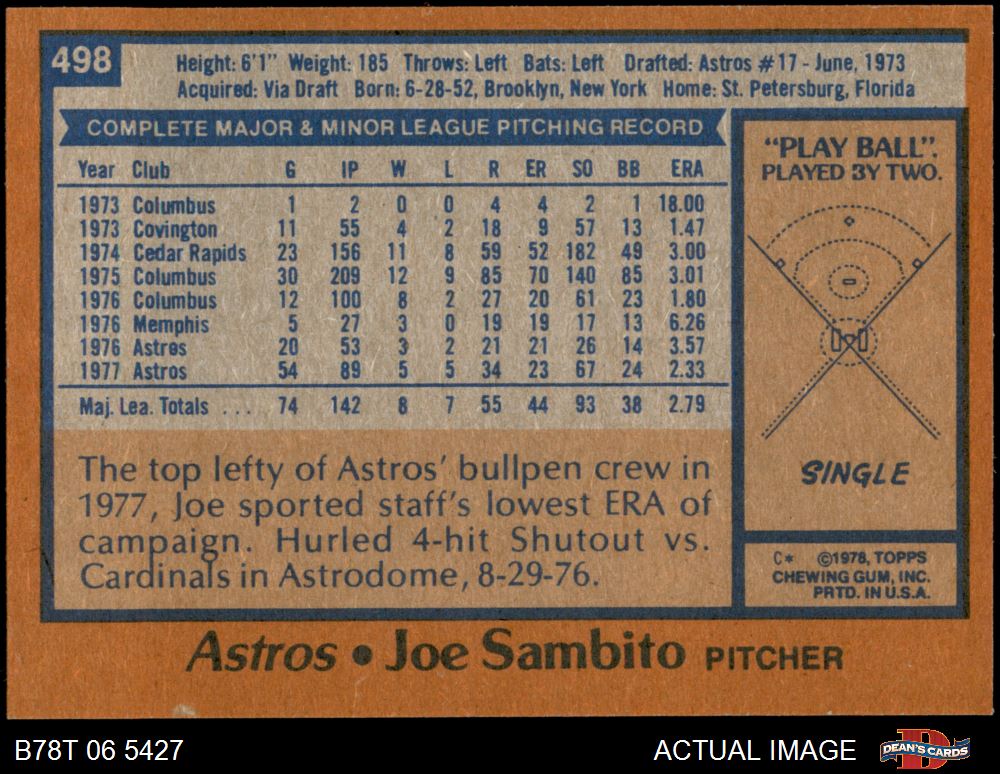 498
Height: 6'1" Weight: 185 Throws: Left Bats: Left Drafted: Astros #17 - June, 1973
Acquired: Via Draft Born: 6-28-52, Brooklyn, New York Home: St. Petersburg, Florida
COMPLETE MAJOR & MINOR LEAGUE PITCHING RECORD
Year Club G IP W L R ER SO BB ERA
1973 Columbus 1 2 0 0 4 4 2 1 18.00
1973 Covington 11 55 4 2 18 9 57 13 1.47
1974 Cedar Rapids 23 156 11 8 59 52 182 49 3.00
1975 Columbus 30 209 12 9 85 70 140 85 3.01
1976 Columbus 12 100 8 2 27 20 61 23 1.80
1976 Memphis 5 27 3 0 19 19 17 13 6.26
1976 Astros 20 53 3 2 21 21 26 14 3.57
1977 Astros 54 89 5 5 34 23 67 24 2.33
Maj. Lea. Totals ... 74 142 8 7 55 44 93 38 2.79
The top lefty of Astros' bullpen crew in
1977, Joe sported staff's lowest ERA of
campaign. Hurled 4-hit Shutout vs.
Cardinals in Astrodome, 8-29-76.
"PLAY BALL".
PLAYED BY TWO.
SINGLE
C* ©1978, TOPPS
CHEWING GUM, INC.
PRTD. IN U.S.A.
Astros • Joe Sambito PITCHER
B78T 06 5427
ACTUAL IMAGE
DEAN'S CARDS